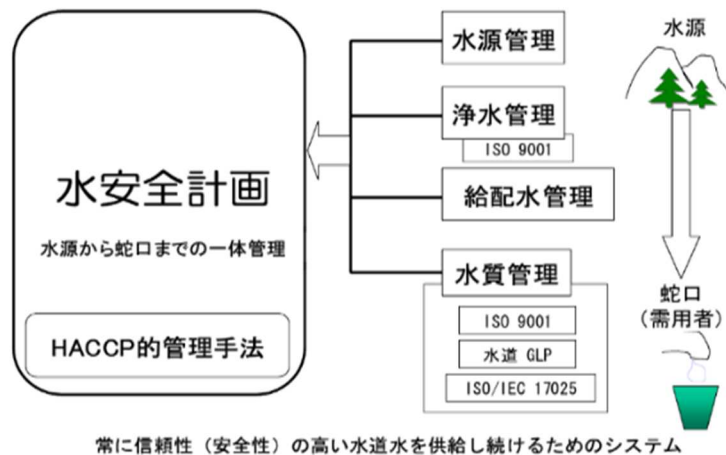 水安全計画
水源から蛇口までの一体管理
HACCP的管理手法
水源管理
浄水管理
ISO 9001
給配水管理
水質管理
ISO 9001
水道 GLP
ISO/IEC 17025
水源
蛇口
（需用者）
常に信頼性（安全性）の高い水道水を供給し続けるためのシステム